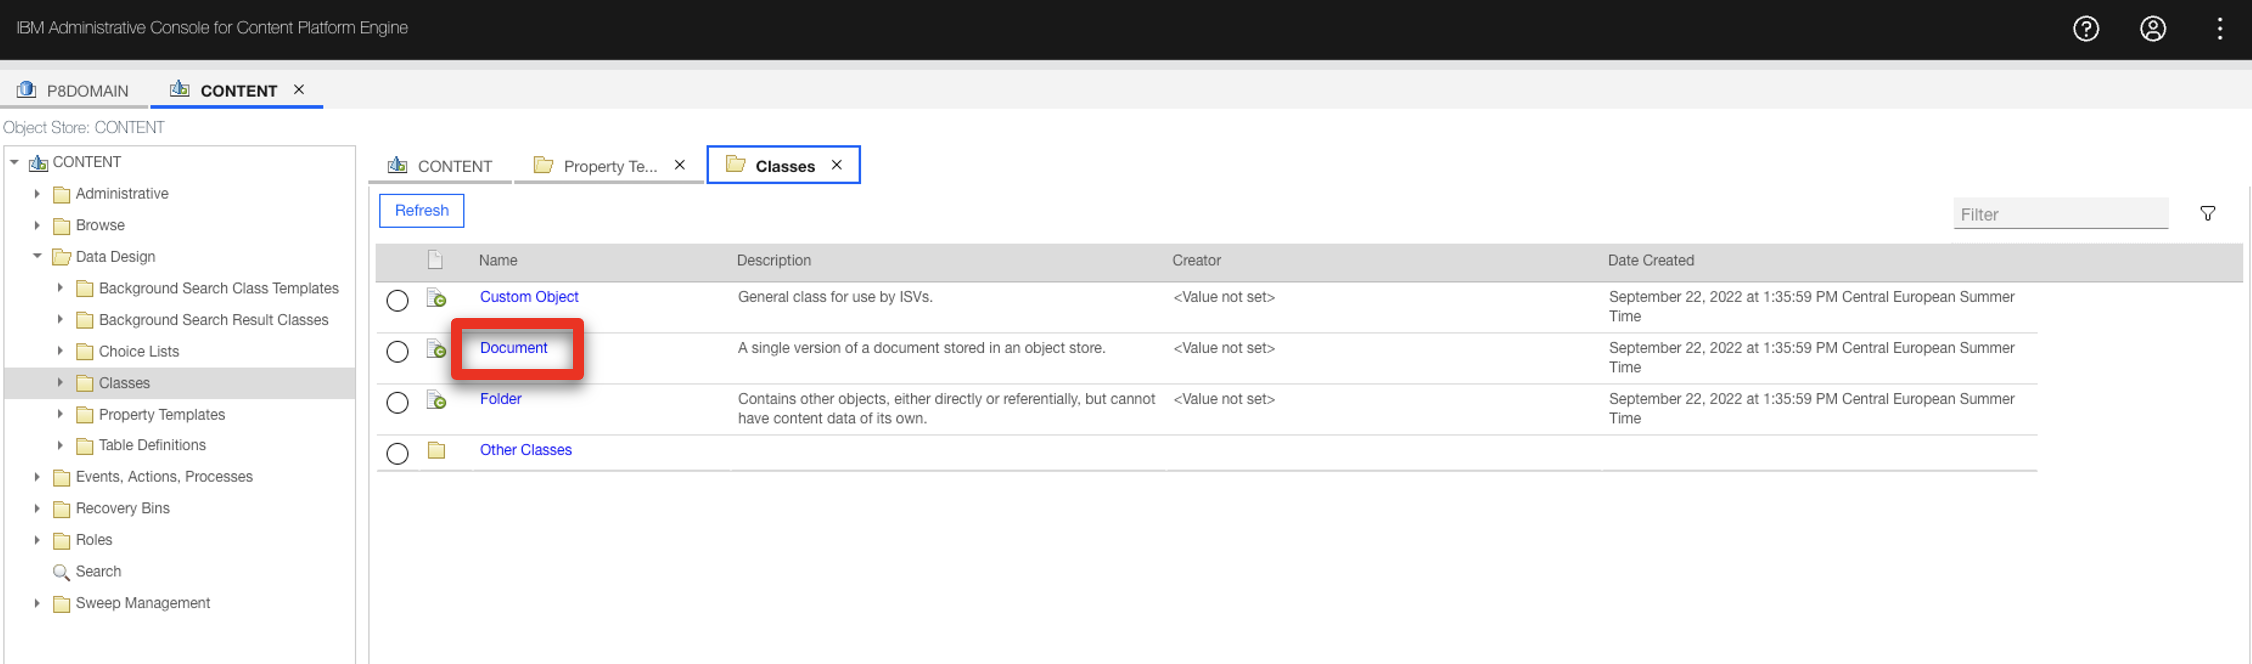 IBM Administrative Console for Content Platform Engine
P8DOMAIN
CONTENT
Object Store: CONTENT
CONTENT
Administrative
Browse
Data Design
Background Search Class Templates
Background Search Result Classes
Choice Lists
Classes
Property Templates
Table Definitions
Events, Actions, Processes
Recovery Bins
Roles
Search
Sweep Management
CONTENT
Property Te...
Classes
Refresh
Filter
Name Description Creator Date Created
Custom Object General class for use by ISVs. <Value not set> September 22, 2022 at 1:35:59 PM Central European Summer
Time
Document A single version of a document stored in an object store. <Value not set> September 22, 2022 at 1:35:59 PM Central European Summer
Time
Folder Contains other objects, either directly or referentially, but cannot <Value not set> September 22, 2022 at 1:35:59 PM Central European Summer
have content data of its own. Time
Other Classes